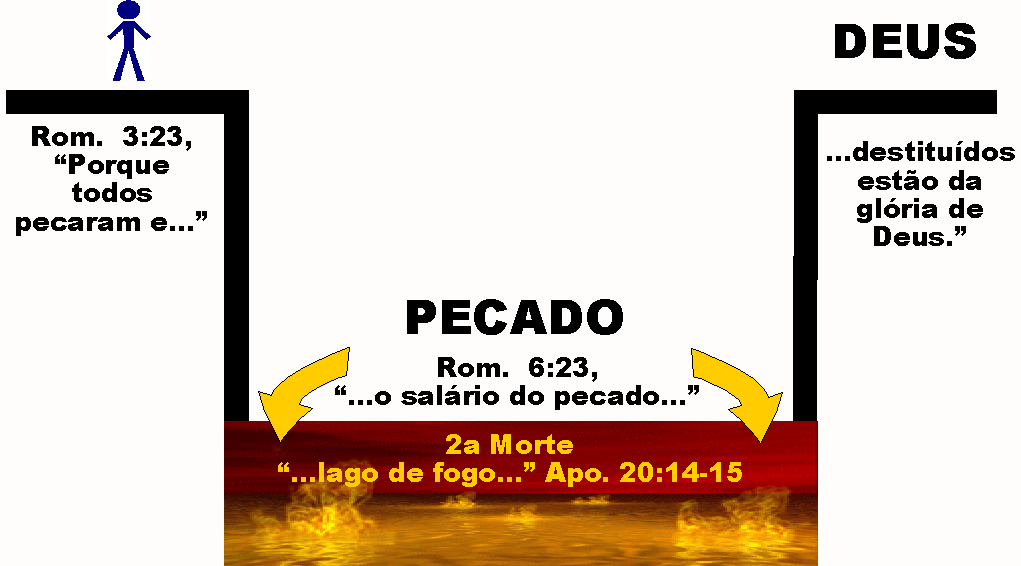 DEUS
Rom. 3:23,
“Porque
todos
pecaram e...”
...destituídos
estão da
glória de
Deus.”
PECADO
Rom. 6:23,
“...o salário do pecado...”
2a Morte
“...lago de fogo...” Apo. 20:14-15